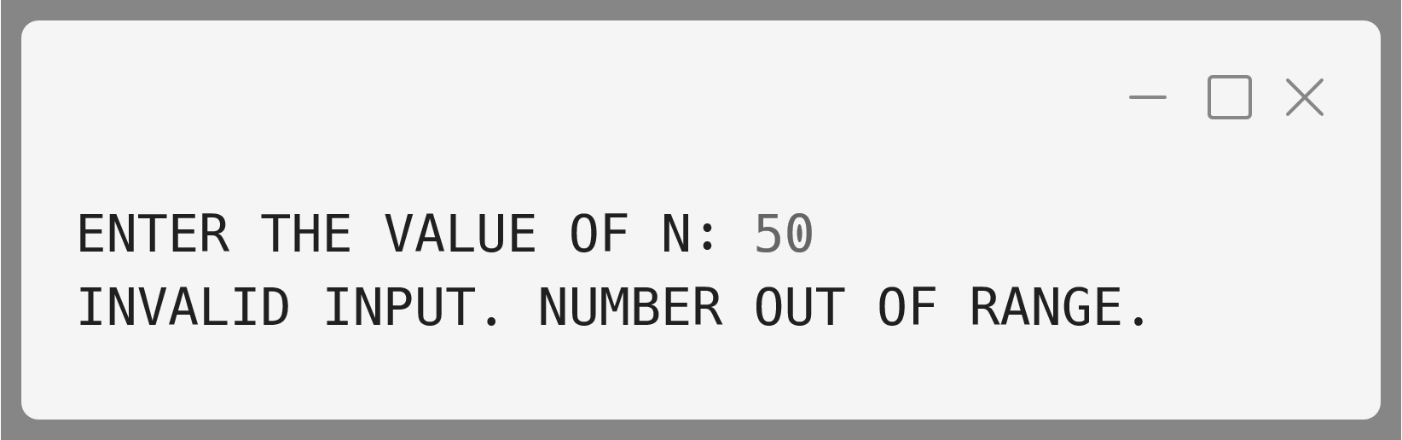 ENTER THE VALUE OF N: 50
INVALID INPUT. NUMBER OUT OF RANGE.